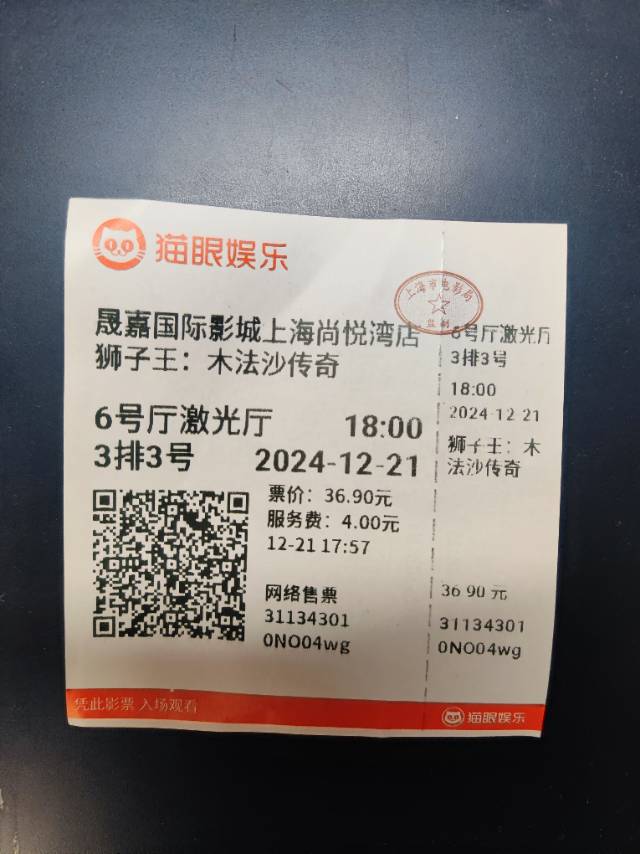 猫眼娱乐
上海市电影局
监制
晟嘉国际影城上海尚悦湾店
狮子王：木法沙传奇
6号厅激光厅 18:00
3排3号 2024-12-21
票价：36.90元
服务费：4.00元
12-21 17:57
网络售票
31134301
0NO04wg
6号厅激光厅
3排3号
18:00
2024-12-21
狮子王：木
法沙传奇
36.90 元
31134301
0NO04wg
凭此影票 入场观看
猫眼娱乐